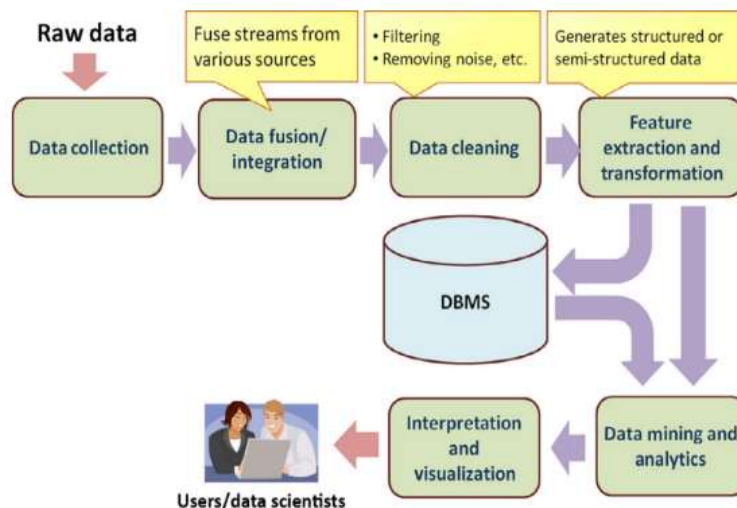 Raw data
Fuse streams from
various sources
• Filtering
• Removing noise, etc.
Generates structured or
semi-structured data
Data collection
Data fusion/
integration
Data cleaning
Feature
extraction and
transformation
DBMS
Users/data scientists
Interpretation
and
visualization
Data mining and
analytics